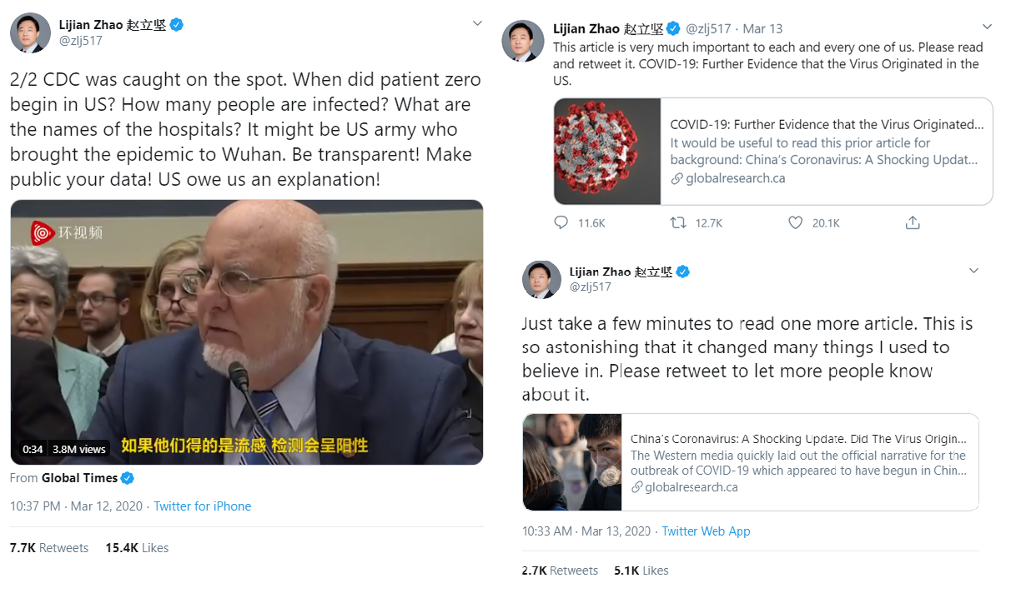 Lijian Zhao 赵立坚
@zlj517
2/2 CDC was caught on the spot. When did patient zero
begin in US? How many people are infected? What are
the names of the hospitals? It might be US army who
brought the epidemic to Wuhan. Be transparent! Make
public your data! US owe us an explanation!
环视频
如果他们得的是流感 检测会呈阳性
0:34 3.8M views
From Global Times
10:37 PM · Mar 12, 2020 · Twitter for iPhone
7.7K Retweets 15.4K Likes
Lijian Zhao 赵立坚 @zlj517 · Mar 13
This article is very much important to each and every one of us. Please read
and retweet it. COVID-19: Further Evidence that the Virus Originated in the
US.
COVID-19: Further Evidence that the Virus Originated...
It would be useful to read this prior article for
background: China's Coronavirus: A Shocking Updat...
globalresearch.ca
11.6K 12.7K 20.1K
Lijian Zhao 赵立坚
@zlj517
Just take a few minutes to read one more article. This is
so astonishing that it changed many things I used to
believe in. Please retweet to let more people know
about it.
China's Coronavirus: A Shocking Update. Did The Virus Origin...
The Western media quickly laid out the official narrative for the
outbreak of COVID-19 which appeared to have begun in Chin...
globalresearch.ca
10:33 AM · Mar 13, 2020 · Twitter Web App
2.7K Retweets 5.1K Likes